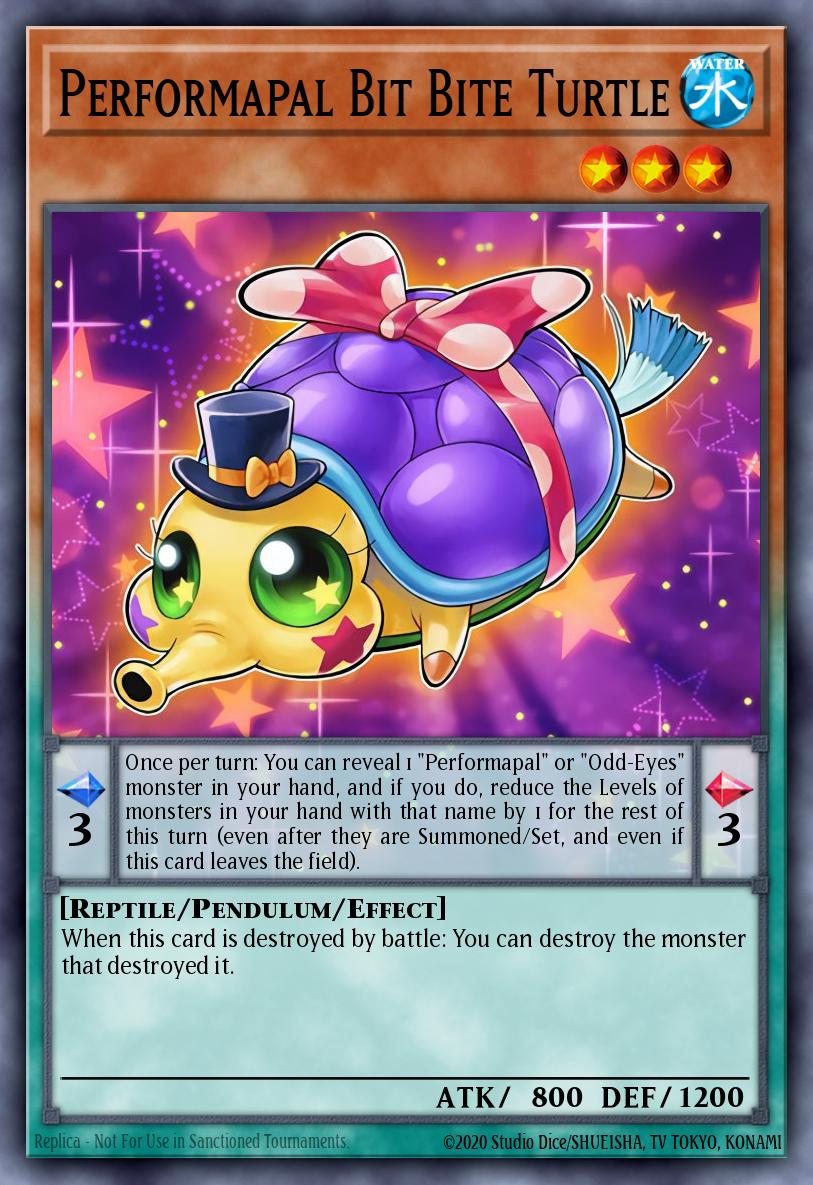 Performapal Bit Bite Turtle
WATER
水
Once per turn: You can reveal 1 "Performapal" or "Odd-Eyes"
monster in your hand, and if you do, reduce the Levels of
monsters in your hand with that name by 1 for the rest of
this turn (even after they are Summoned/Set, and even if
this card leaves the field).
3
3
[Reptile/Pendulum/Effect]
When this card is destroyed by battle: You can destroy the monster
that destroyed it.
ATK/ 800 DEF/1200
Replica - Not For Use in Sanctioned Tournaments.
©2020 Studio Dice/SHUEISHA, TV TOKYO, KONAMI